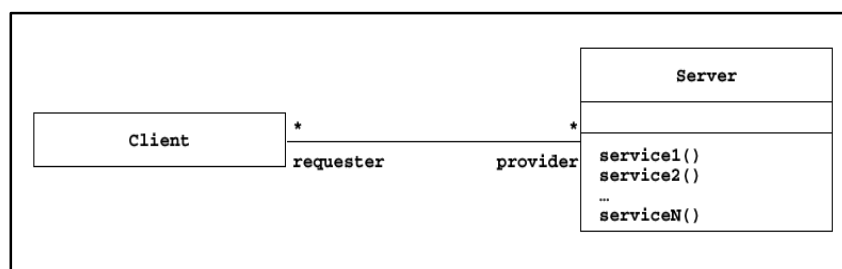 Server
Client
*
*
requester
provider
service1()
service2()
…
serviceN()